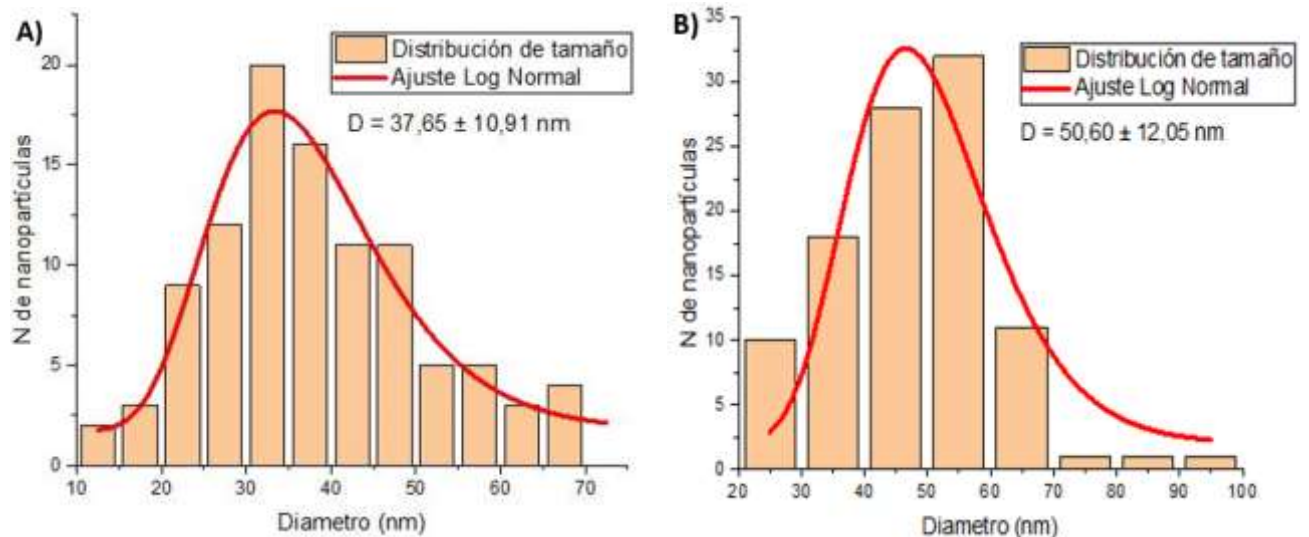 A)
Distribución de tamaño
Ajuste Log Normal
D = 37,65 ± 10,91 nm
N de nanopartículas
20
15
10
5
0
10 20 30 40 50 60 70
Diametro (nm)
B)
Distribución de tamaño
Ajuste Log Normal
D = 50,60 ± 12,05 nm
N de nanopartículas
35
30
25
20
15
10
5
0
20 30 40 50 60 70 80 90 100
Diametro (nm)